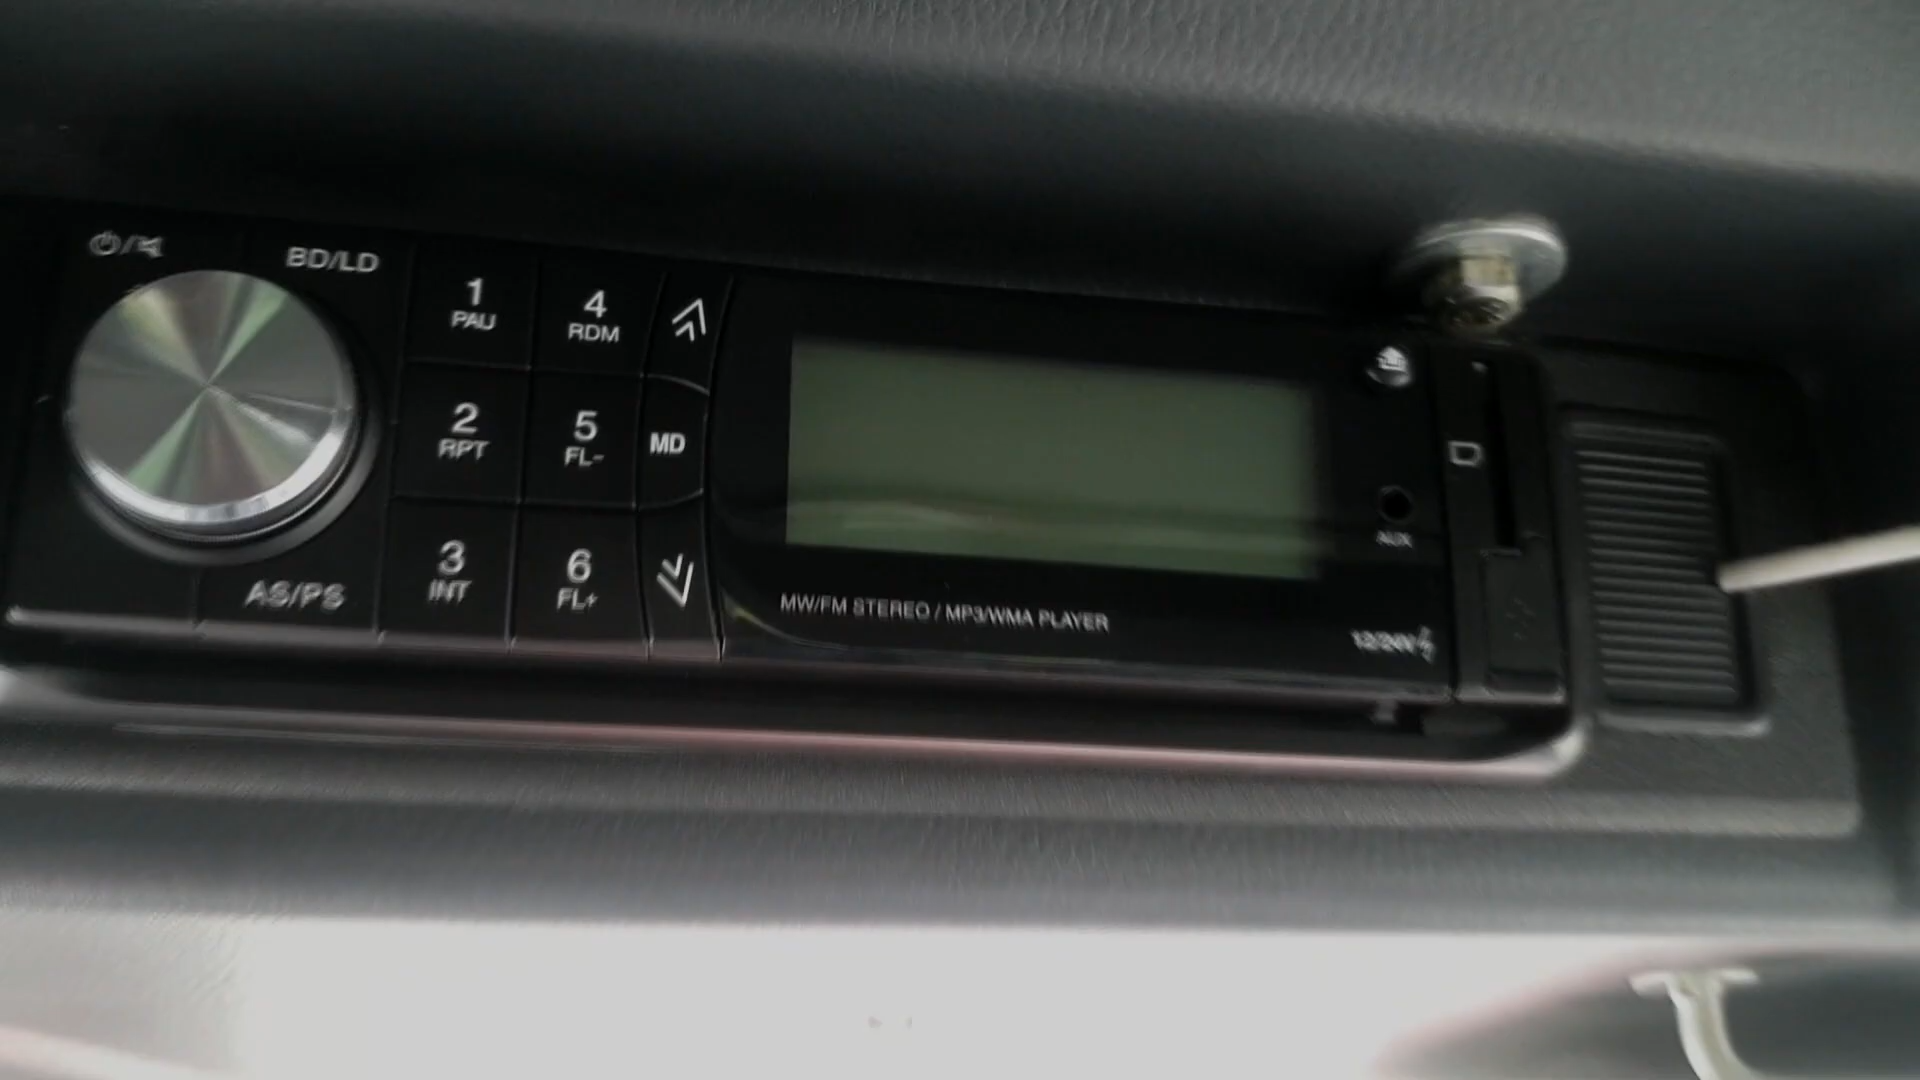 BD/LD
1
PAU
4
RDM
2
RPT
5
FL-
MD
3
INT
6
FL+
AS/PS
AUX
MW/FM STEREO / MP3/WMA PLAYER
12/24V